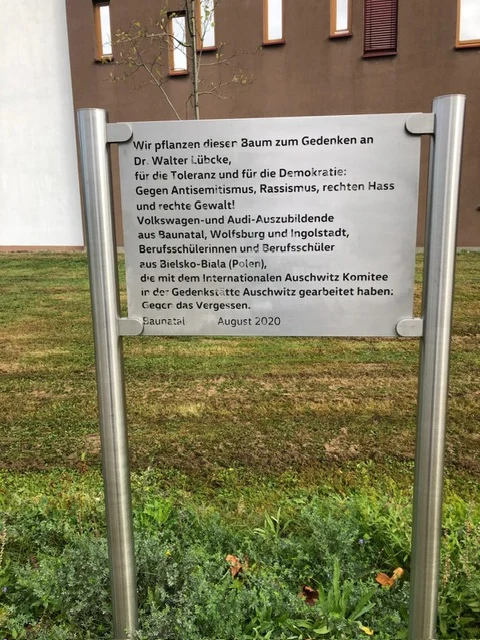 Wir pflanzen diesen Baum zum Gedenken an
Dr. Walter Lübcke,
für die Toleranz und für die Demokratie:
Gegen Antisemitismus, Rassismus, rechten Hass
und rechte Gewalt!
Volkswagen-und Audi-Auszubildende
aus Baunatal, Wolfsburg und Ingolstadt,
Berufsschülerinnen und Berufsschüler
aus Bielsko-Biala (Polen),
die mit dem Internationalen Auschwitz Komitee
in der Gedenkstätte Auschwitz gearbeitet haben:
Gegen das Vergessen.
Baunatal August 2020